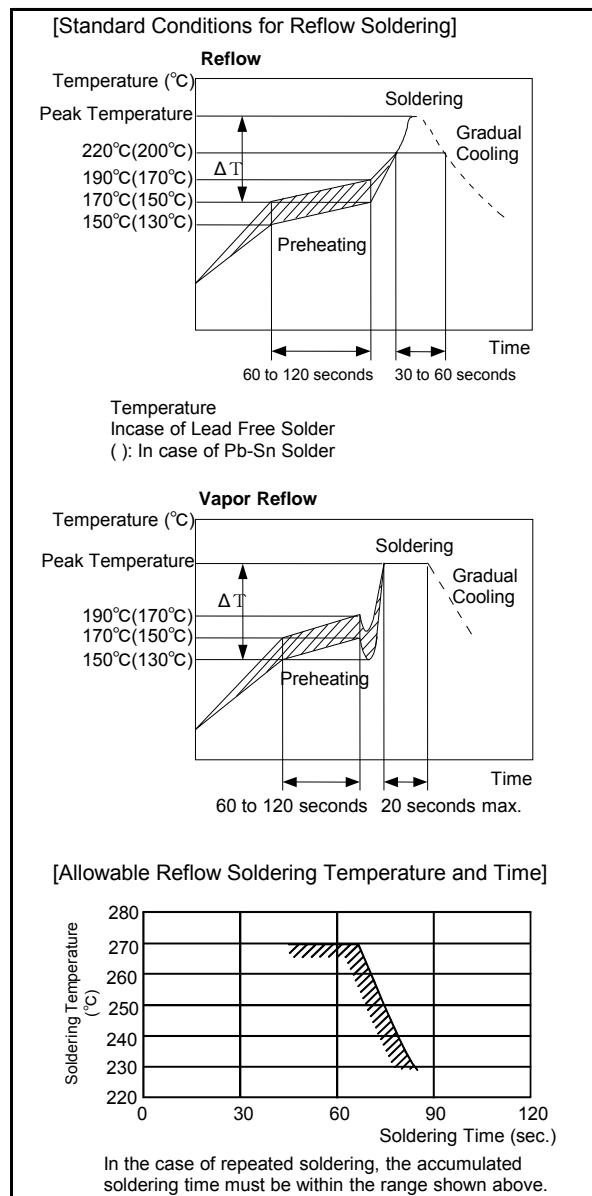 [Standard Conditions for Reflow Soldering]
Reflow
Temperature (℃)
Peak Temperature
Soldering
Gradual
Cooling
220℃(200℃)
ΔT
190℃(170℃)
170℃(150℃)
150℃(130℃)
Preheating
Time
60 to 120 seconds
30 to 60 seconds
Temperature
Incase of Lead Free Solder
( ): In case of Pb-Sn Solder
Vapor Reflow
Temperature (℃)
Soldering
Peak Temperature
Gradual
Cooling
ΔT
190℃(170℃)
170℃(150℃)
150℃(130℃)
Preheating
Time
60 to 120 seconds
20 seconds max.
[Allowable Reflow Soldering Temperature and Time]
Soldering Temperature
(℃)
280
270
260
250
240
230
220
0 30 60 90 120
Soldering Time (sec.)
In the case of repeated soldering, the accumulated
soldering time must be within the range shown above.